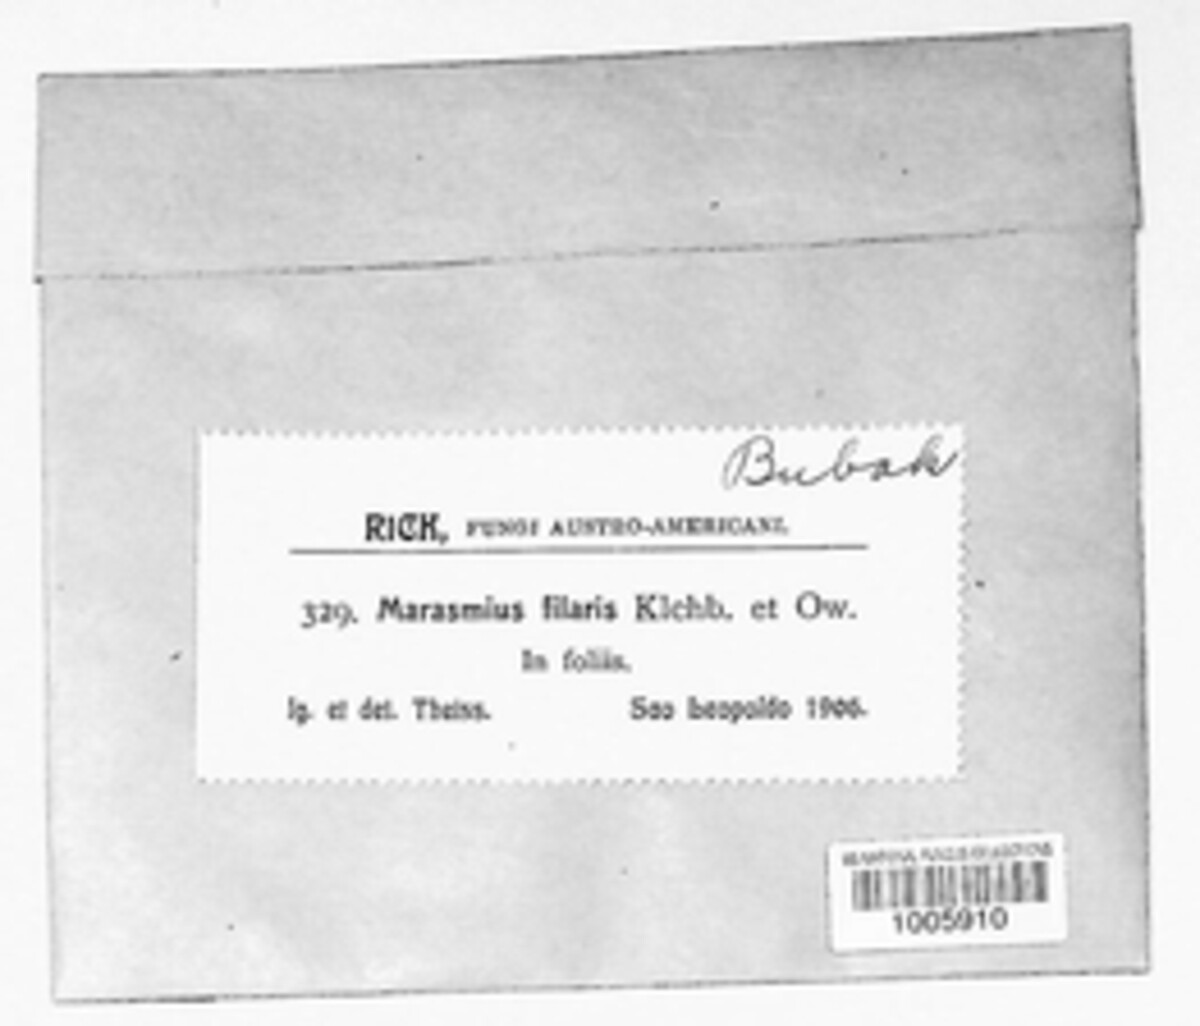 Bubak
RICK, FUNGI AUSTRO-AMERICANI.
329. Marasmius filaris Klchb. et Ow.
In foliis.
lg. et det. Theiss. Sao Leopoldo 1906.
1005910